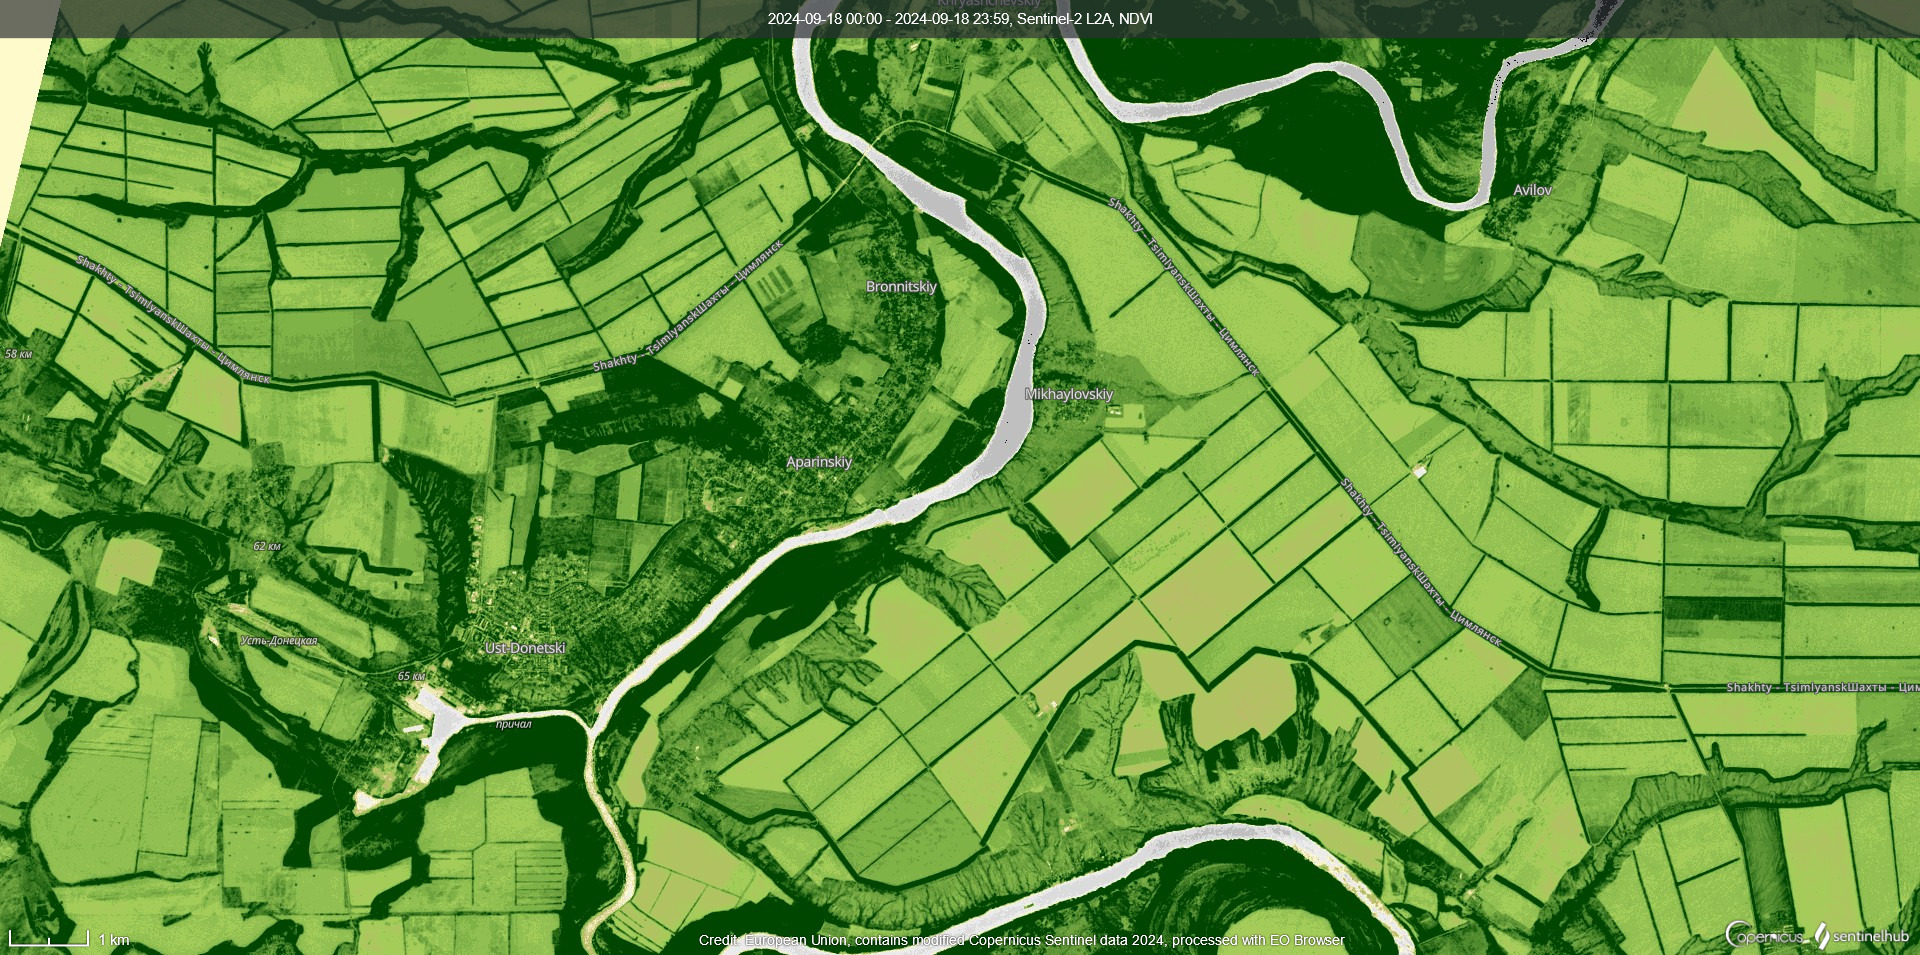 Khryashchevskiy
2024-09-18 00:00 - 2024-09-18 23:59, Sentinel-2 L2A, NDVI
Avilov
Shakhty - TsimlyanskШахты - Цимлянск
Shakhty - TsimlyanskШахты - Цимлянск
Shakhty - TsimlyanskШахты - Цимлянск
Bronnitskiy
58 км
Mikhaylovskiy
Aparinskiy
Shakhty - TsimlyanskШахты - Цимлянск
62 км
Усть-Донецкая
Ust-Donetski
65 км
Shakhty - TsimlyanskШахты - Цим
причал
1 km
Credit: European Union, contains modified Copernicus Sentinel data 2024, processed with EO Browser
opernicus
sentinelhub